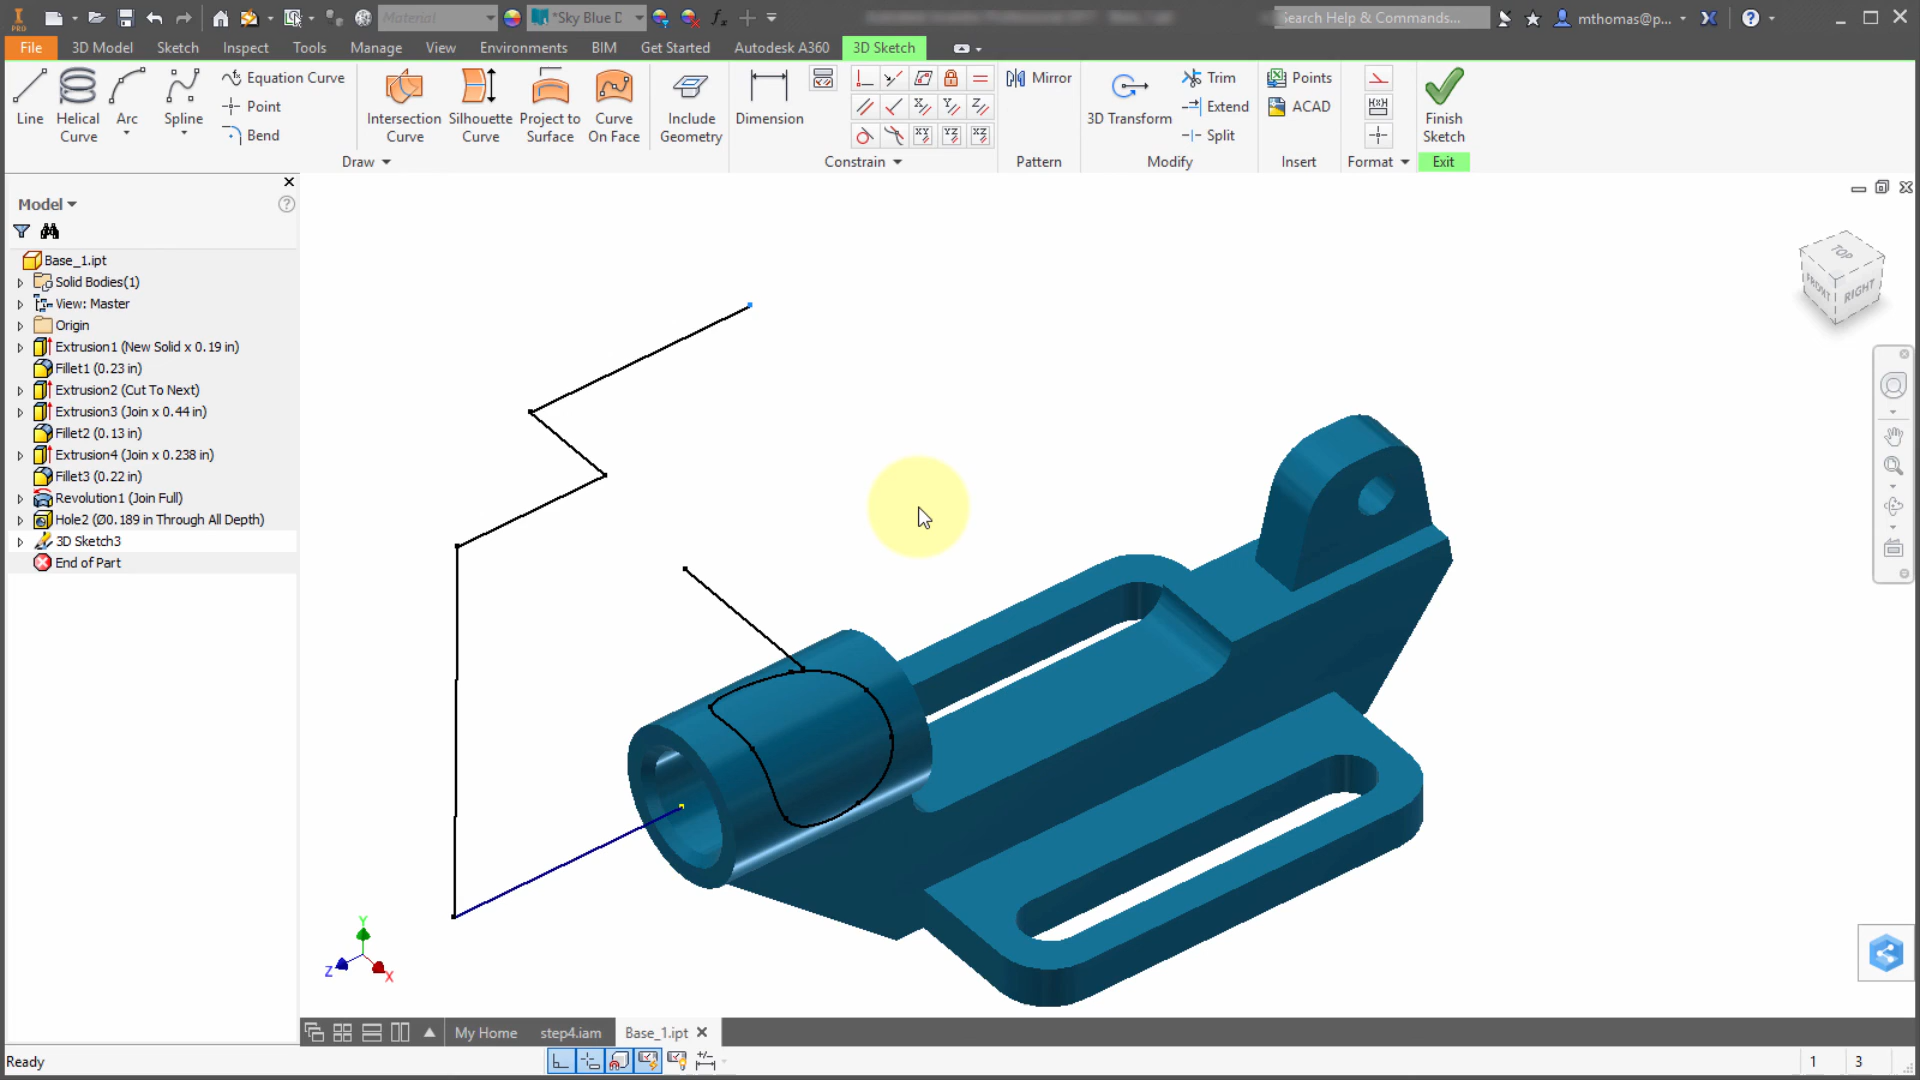 PRO
Material
*Sky Blue D
fx
Search Help & Commands...
mthomas@p...
File
3D Model
Sketch
Inspect
Tools
Manage
View
Environments
BIM
Get Started
Autodesk A360
3D Sketch
Line
Helical
Curve
Arc
Spline
Equation Curve
Point
Bend
Intersection
Curve
Silhouette
Curve
Project to
Surface
Curve
On Face
Include
Geometry
Dimension
XY
YZ
XZ
Mirror
3D Transform
Trim
Extend
Split
Points
ACAD
Finish
Sketch
Draw
Constrain
Pattern
Modify
Insert
Format
Exit
Model
Base_1.ipt
Solid Bodies(1)
View: Master
Origin
Extrusion1 (New Solid x 0.19 in)
Fillet1 (0.23 in)
Extrusion2 (Cut To Next)
Extrusion3 (Join x 0.44 in)
Fillet2 (0.13 in)
Extrusion4 (Join x 0.238 in)
Fillet3 (0.22 in)
Revolution1 (Join Full)
Hole2 (Ø0.189 in Through All Depth)
3D Sketch3
End of Part
TOP
FRONT
RIGHT
Y
Z
X
My Home
step4.iam
Base_1.ipt
Ready
1
3